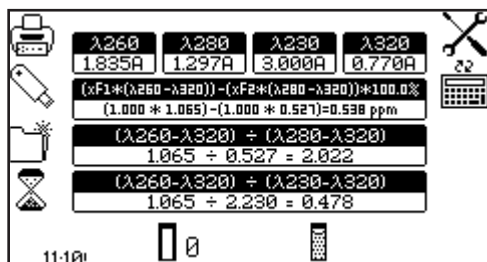 λ260 λ280 λ230 λ320
1.835A 1.297A 3.000A 0.770A
(xF1*(λ260-λ320))-(xF2*(λ280-λ320))*100.0%
(1.000 * 1.065)-(1.000 * 0.527)=0.538 ppm
(λ260-λ320) ÷ (λ280-λ320)
1.065 ÷ 0.527 = 2.022
(λ260-λ320) ÷ (λ230-λ320)
1.065 ÷ 2.230 = 0.478
0
11:10!